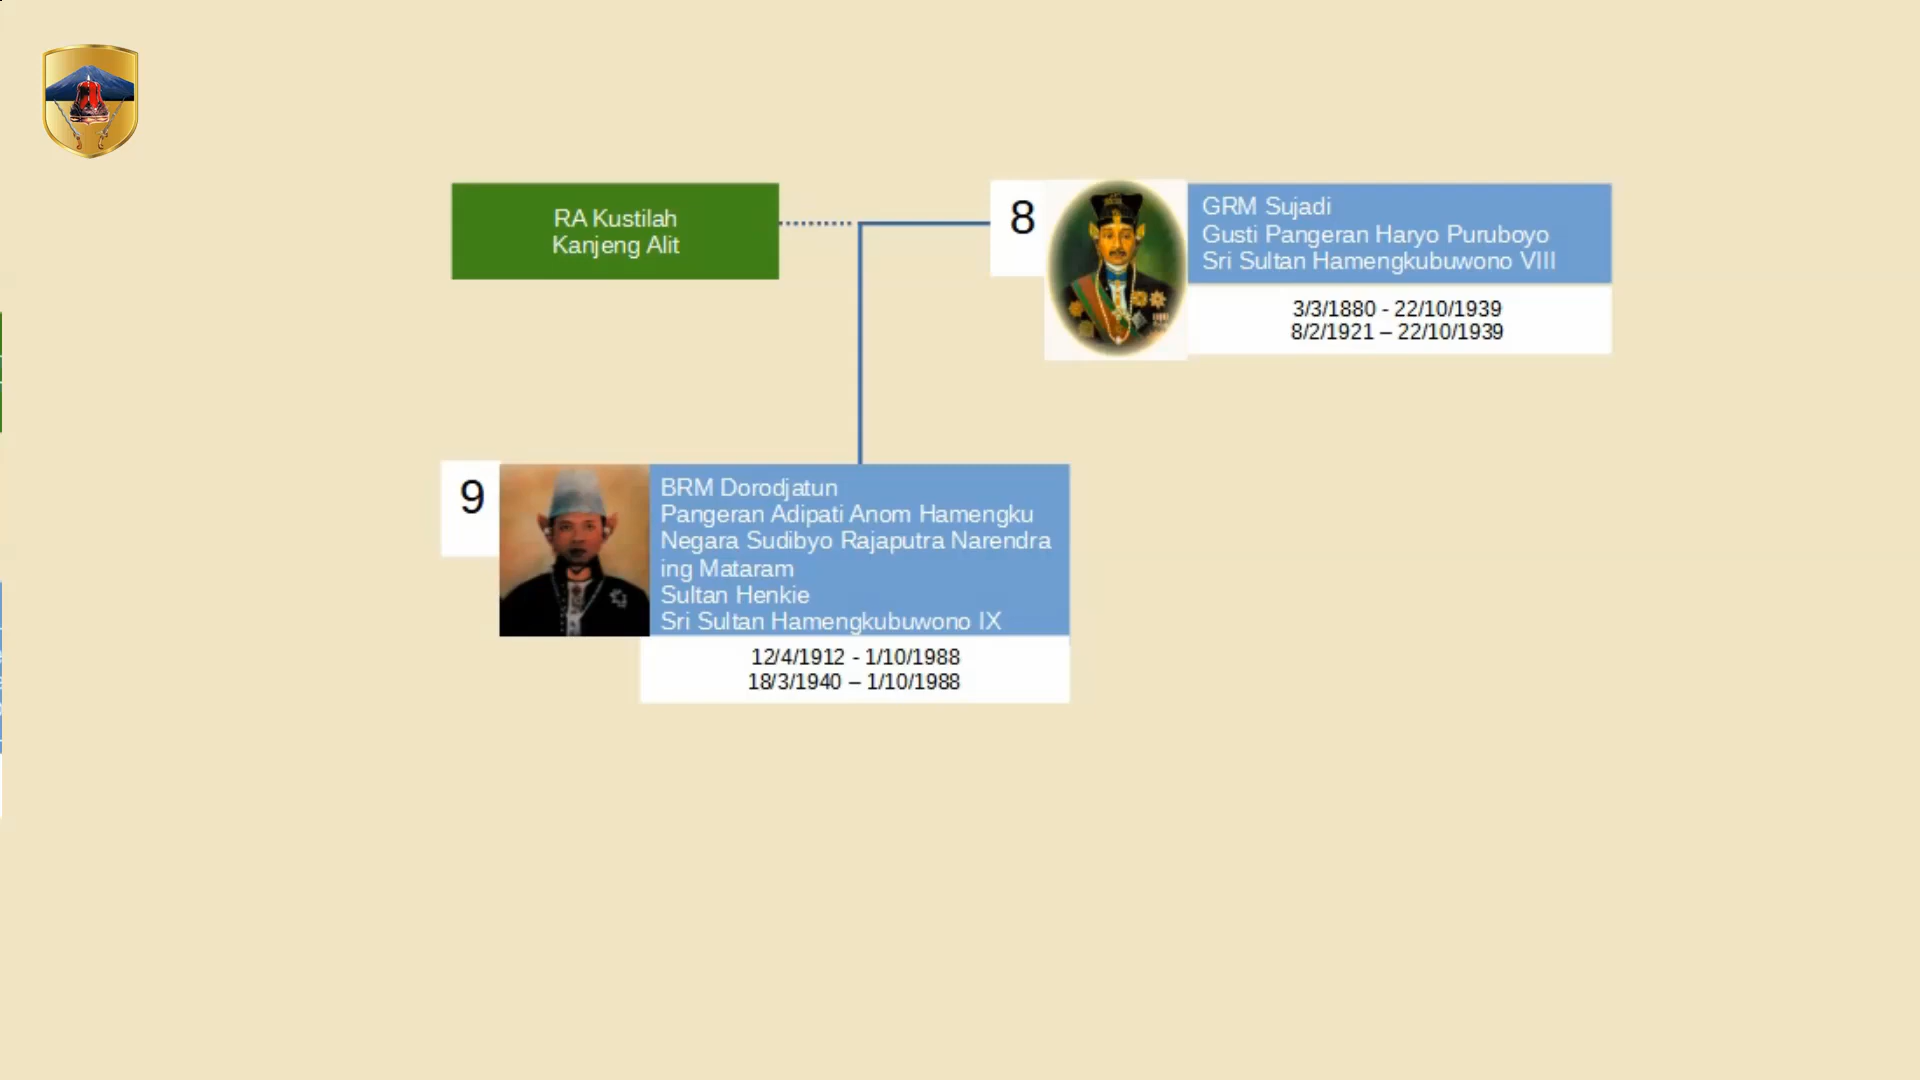 RA Kustilah
Kanjeng Alit
8
GRM Sujadi
Gusti Pangeran Haryo Puruboyo
Sri Sultan Hamengkubuwono VIII
3/3/1880 - 22/10/1939
8/2/1921 – 22/10/1939
9
BRM Dorodjatun
Pangeran Adipati Anom Hamengku
Negara Sudibyo Rajaputra Narendra
ing Mataram
Sultan Henkie
Sri Sultan Hamengkubuwono IX
12/4/1912 - 1/10/1988
18/3/1940 – 1/10/1988